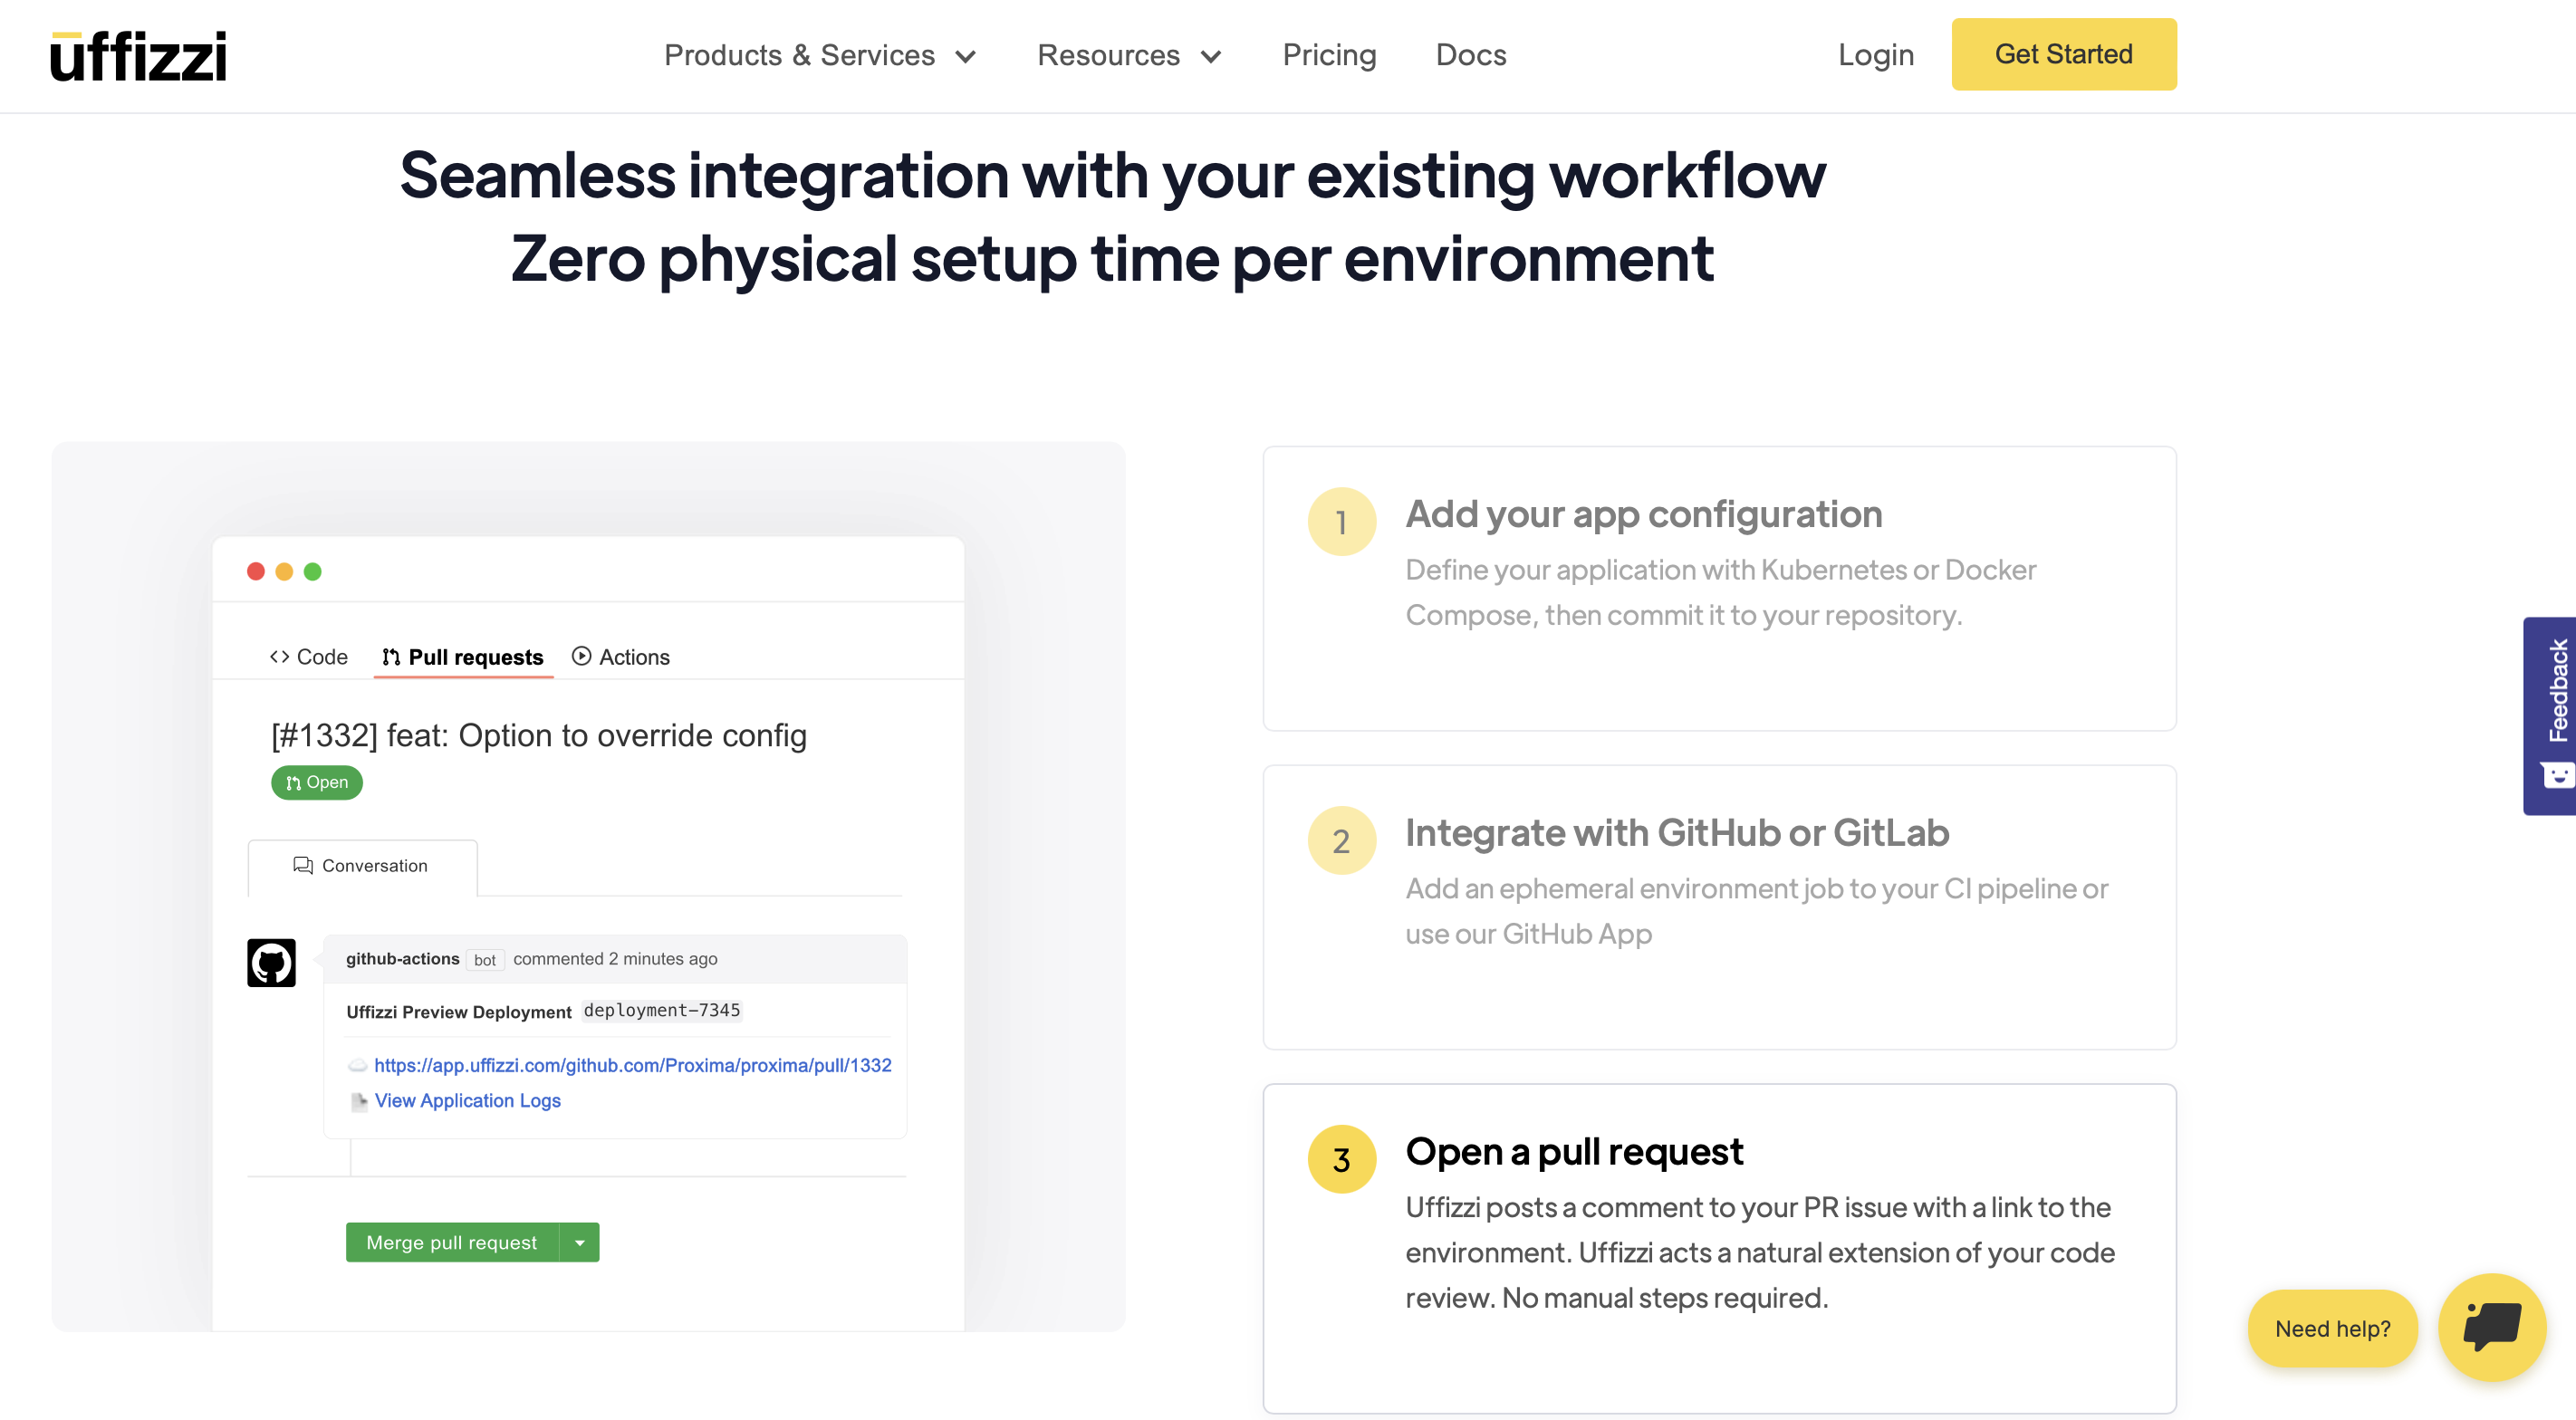 uffizzi
Products & Services
Resources
Pricing
Docs
Login
Get Started
Seamless integration with your existing workflow
Zero physical setup time per environment
Code
Pull requests
Actions
[#1332] feat: Option to override config
Open
Conversation
github-actions bot commented 2 minutes ago
Uffizzi Preview Deployment deployment-7345
https://app.uffizzi.com/github.com/Proxima/proxima/pull/1332
View Application Logs
Merge pull request
1
Add your app configuration
Define your application with Kubernetes or Docker
Compose, then commit it to your repository.
2
Integrate with GitHub or GitLab
Add an ephemeral environment job to your CI pipeline or
use our GitHub App
3
Open a pull request
Uffizzi posts a comment to your PR issue with a link to the
environment. Uffizzi acts a natural extension of your code
review. No manual steps required.
Feedback
Need help?